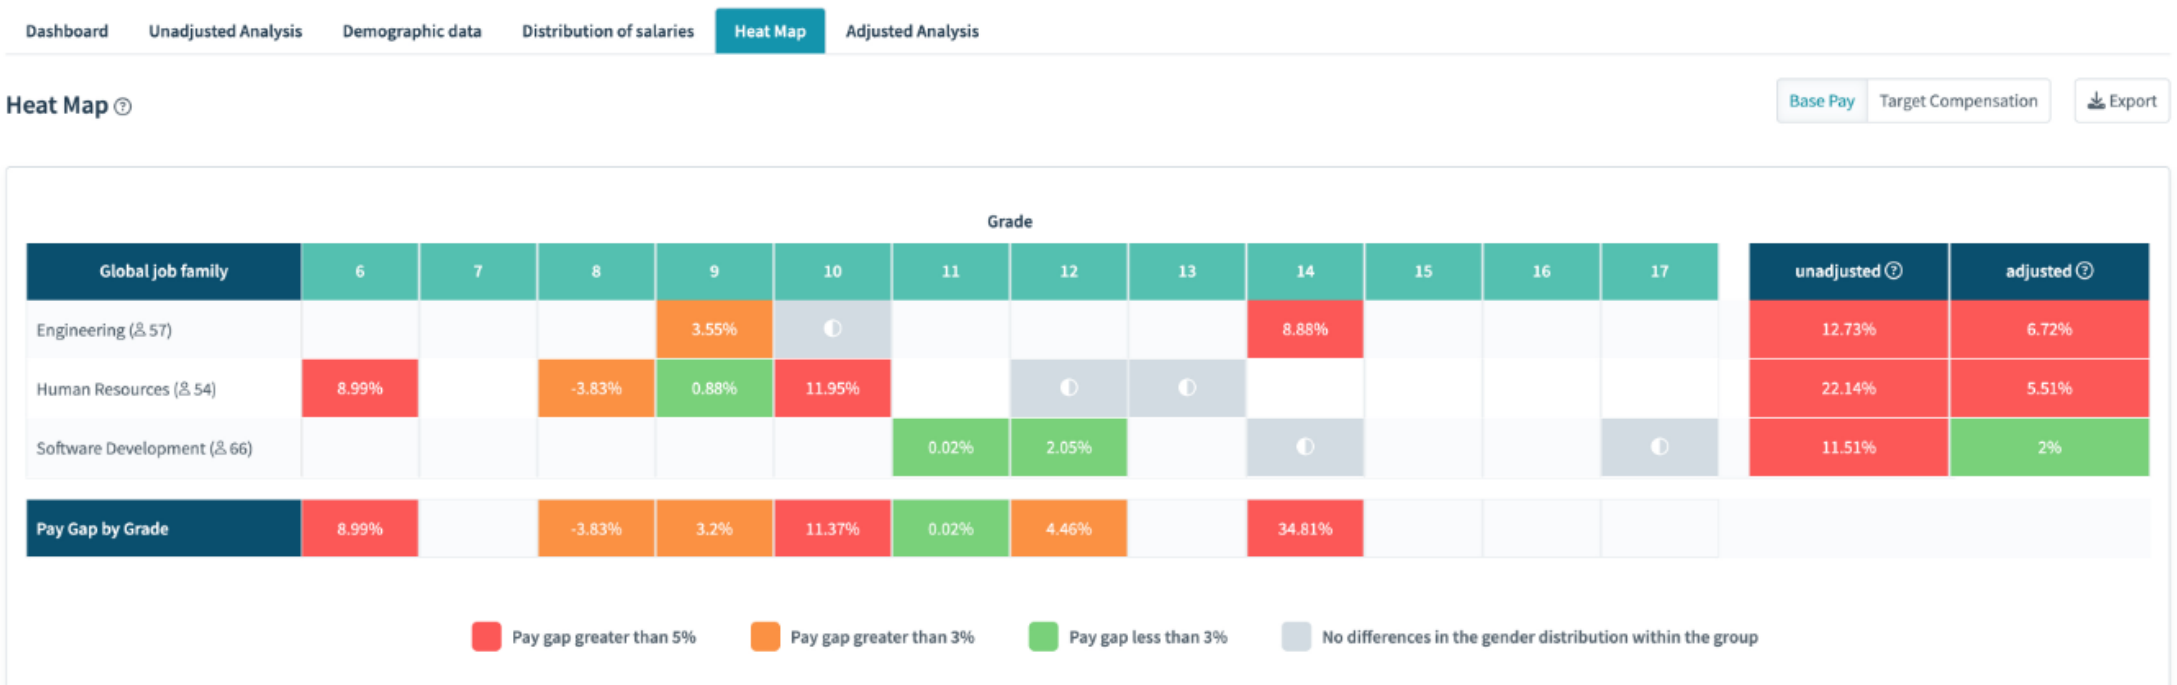 Dashboard Unadjusted Analysis Demographic data Distribution of salaries Heat Map Adjusted Analysis
Heat Map
Base Pay Target Compensation Export
Grade
Global job family 6 7 8 9 10 11 12 13 14 15 16 17 unadjusted adjusted
Engineering (57) 3.55% 8.88% 12.73% 6.72%
Human Resources (54) 8.99% -3.83% 0.88% 11.95% 22.14% 5.51%
Software Development (66) 0.02% 2.05% 11.51% 2%
Pay Gap by Grade 8.99% -3.83% 3.2% 11.37% 0.02% 4.46% 34.81%
Pay gap greater than 5% Pay gap greater than 3% Pay gap less than 3% No differences in the gender distribution within the group